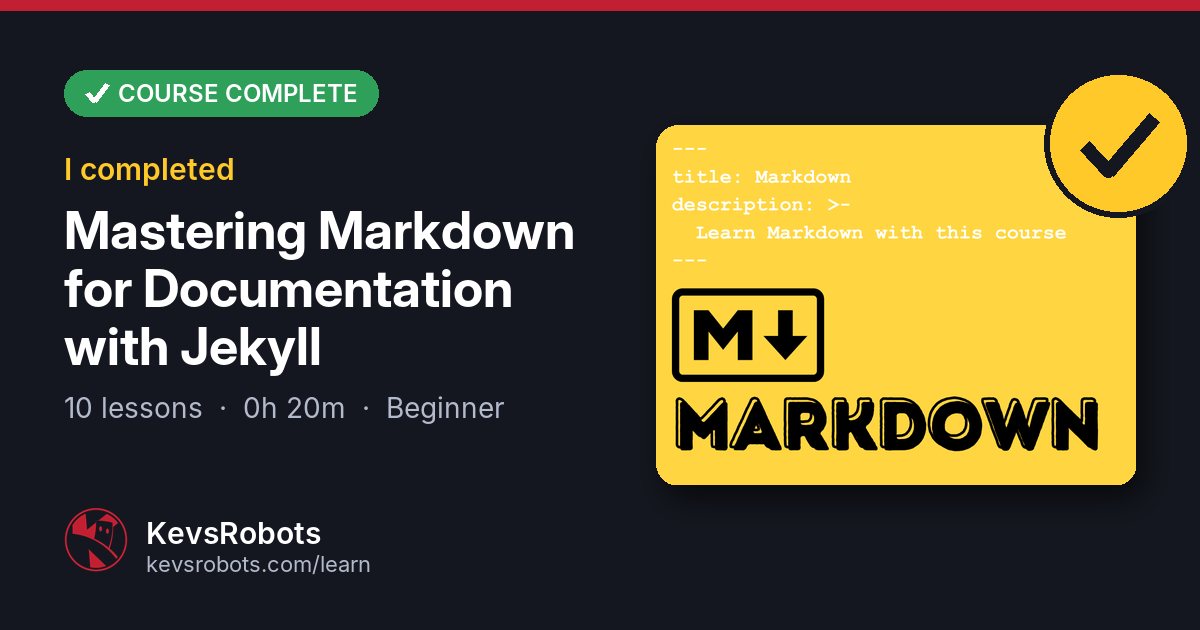 COURSE COMPLETE
I completed
Mastering Markdown
for Documentation
with Jekyll
10 lessons · 0h 20m · Beginner
KevsRobots
kevsrobots.com/learn
---
title: Markdown
description: >-
  Learn Markdown with this course
---
M
MARKDOWN